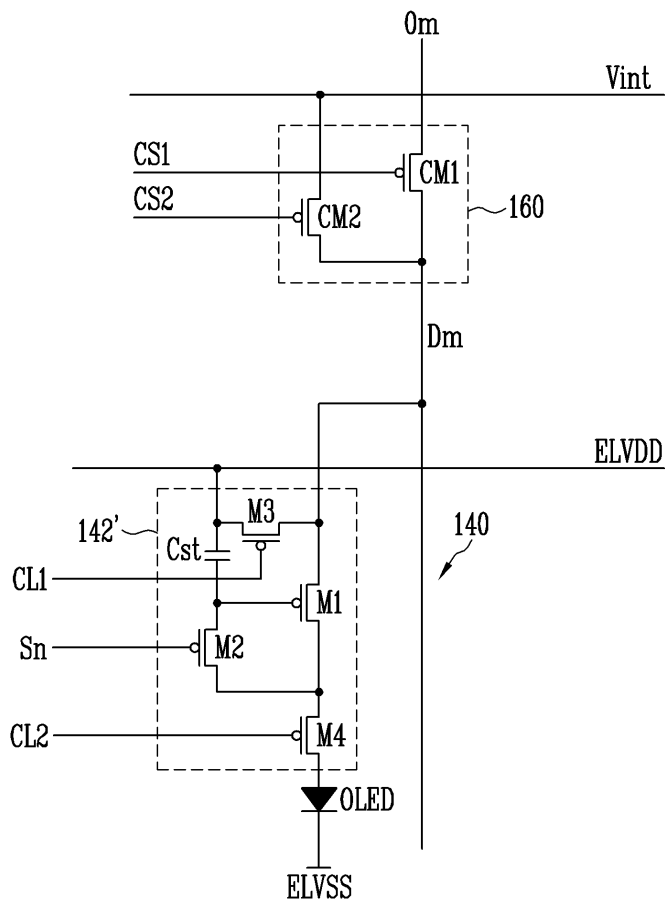 Om
Vint
CS1
CM1
CS2
CM2
160
Dm
ELVDD
M3
142'
140
Cst
CL1
M1
Sn
M2
CL2
M4
OLED
ELVSS